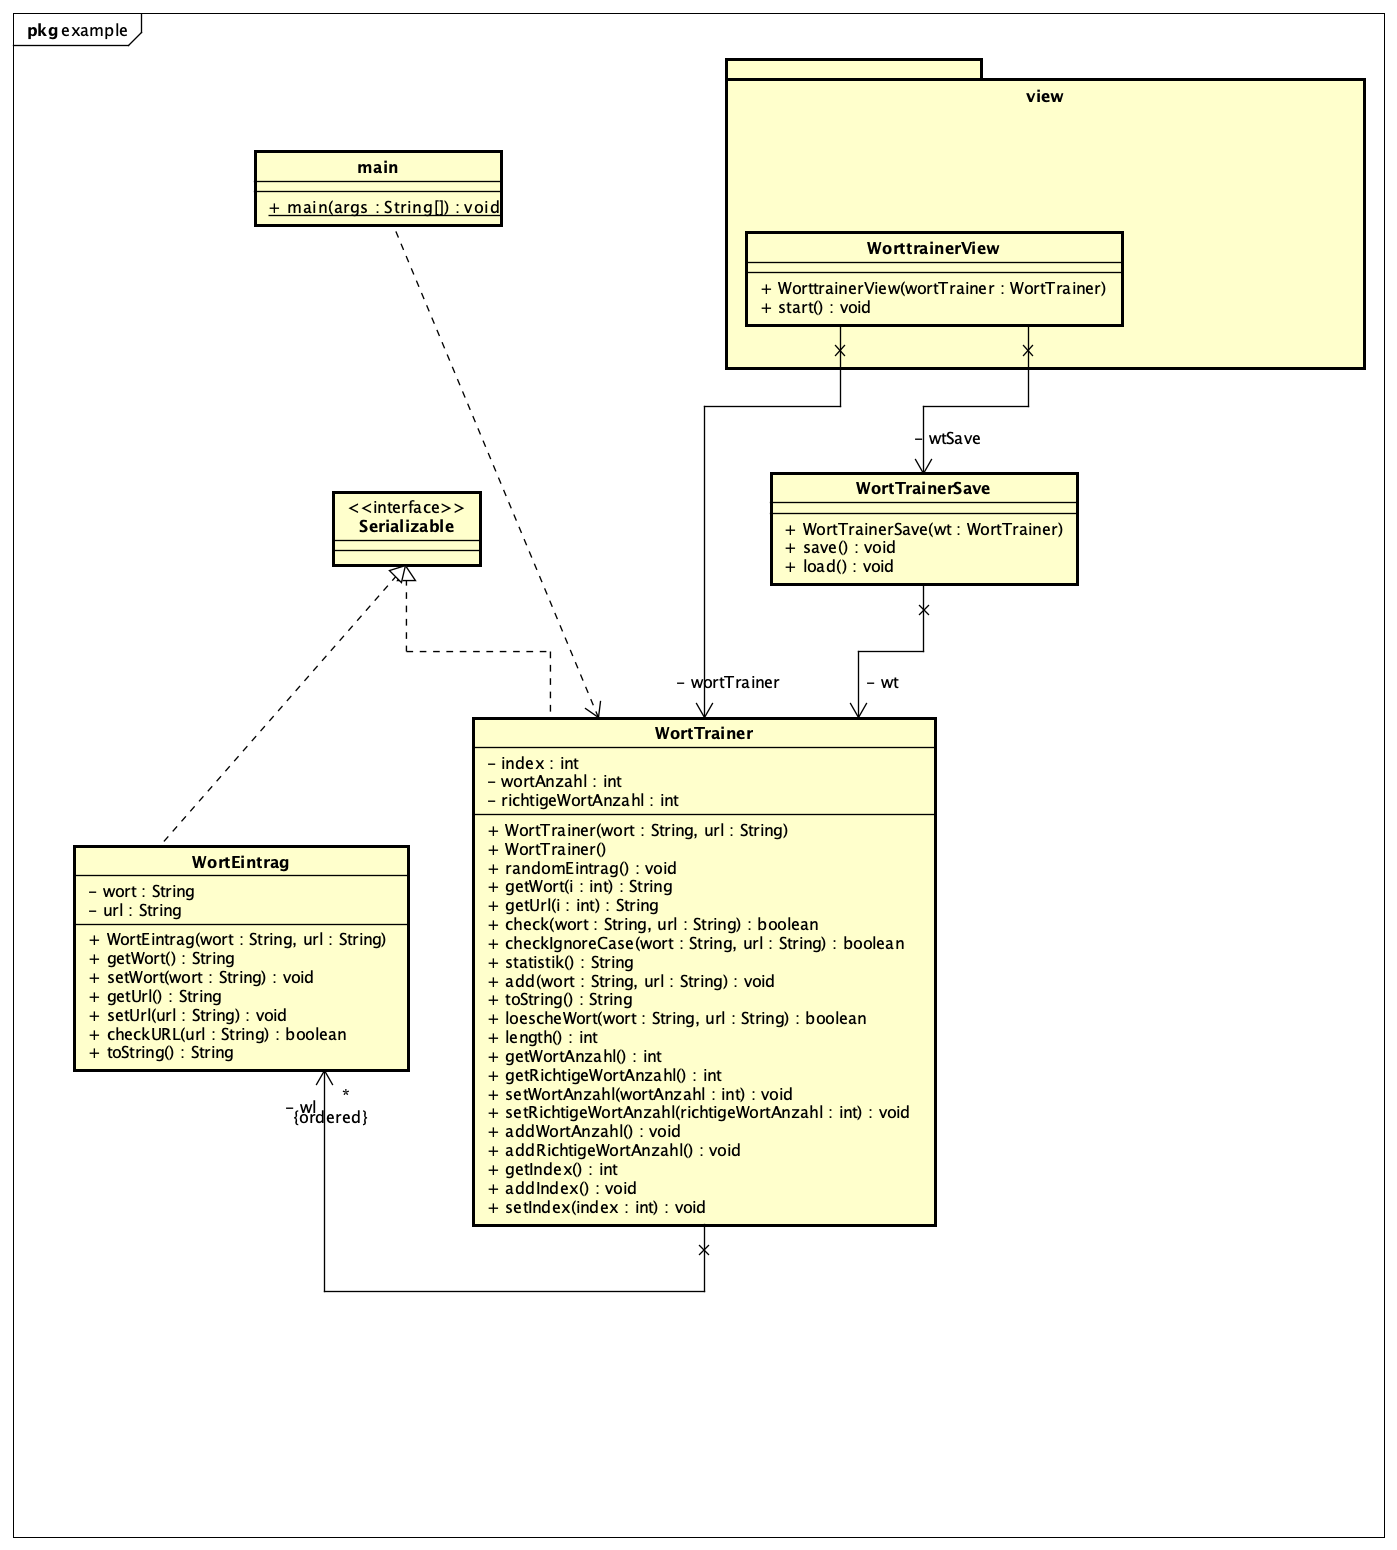 pkg example
view
main
+ main(args : String[]) : void
WorttrainerView
+ WorttrainerView(wortTrainer : WortTrainer)
+ start() : void
- wtSave
WortTrainerSave
+ WortTrainerSave(wt : WortTrainer)
+ save() : void
+ load() : void
<<interface>>
Serializable
- wortTrainer
- wt
WortTrainer
- index : int
- wortAnzahl : int
- richtigeWortAnzahl : int
+ WortTrainer(wort : String, url : String)
+ WortTrainer()
+ randomEintrag() : void
+ getWort(i : int) : String
+ getUrl(i : int) : String
+ check(wort : String, url : String) : boolean
+ checkIgnoreCase(wort : String, url : String) : boolean
+ statistik() : String
+ add(wort : String, url : String) : void
+ toString() : String
+ loescheWort(wort : String, url : String) : boolean
+ length() : int
+ getWortAnzahl() : int
+ getRichtigeWortAnzahl() : int
+ setWortAnzahl(wortAnzahl : int) : void
+ setRichtigeWortAnzahl(richtigeWortAnzahl : int) : void
+ addWortAnzahl() : void
+ addRichtigeWortAnzahl() : void
+ getIndex() : int
+ addIndex() : void
+ setIndex(index : int) : void
WortEintrag
- wort : String
- url : String
+ WortEintrag(wort : String, url : String)
+ getWort() : String
+ setWort(wort : String) : void
+ getUrl() : String
+ setUrl(url : String) : void
+ checkURL(url : String) : boolean
+ toString() : String
*
- wl
{ordered}